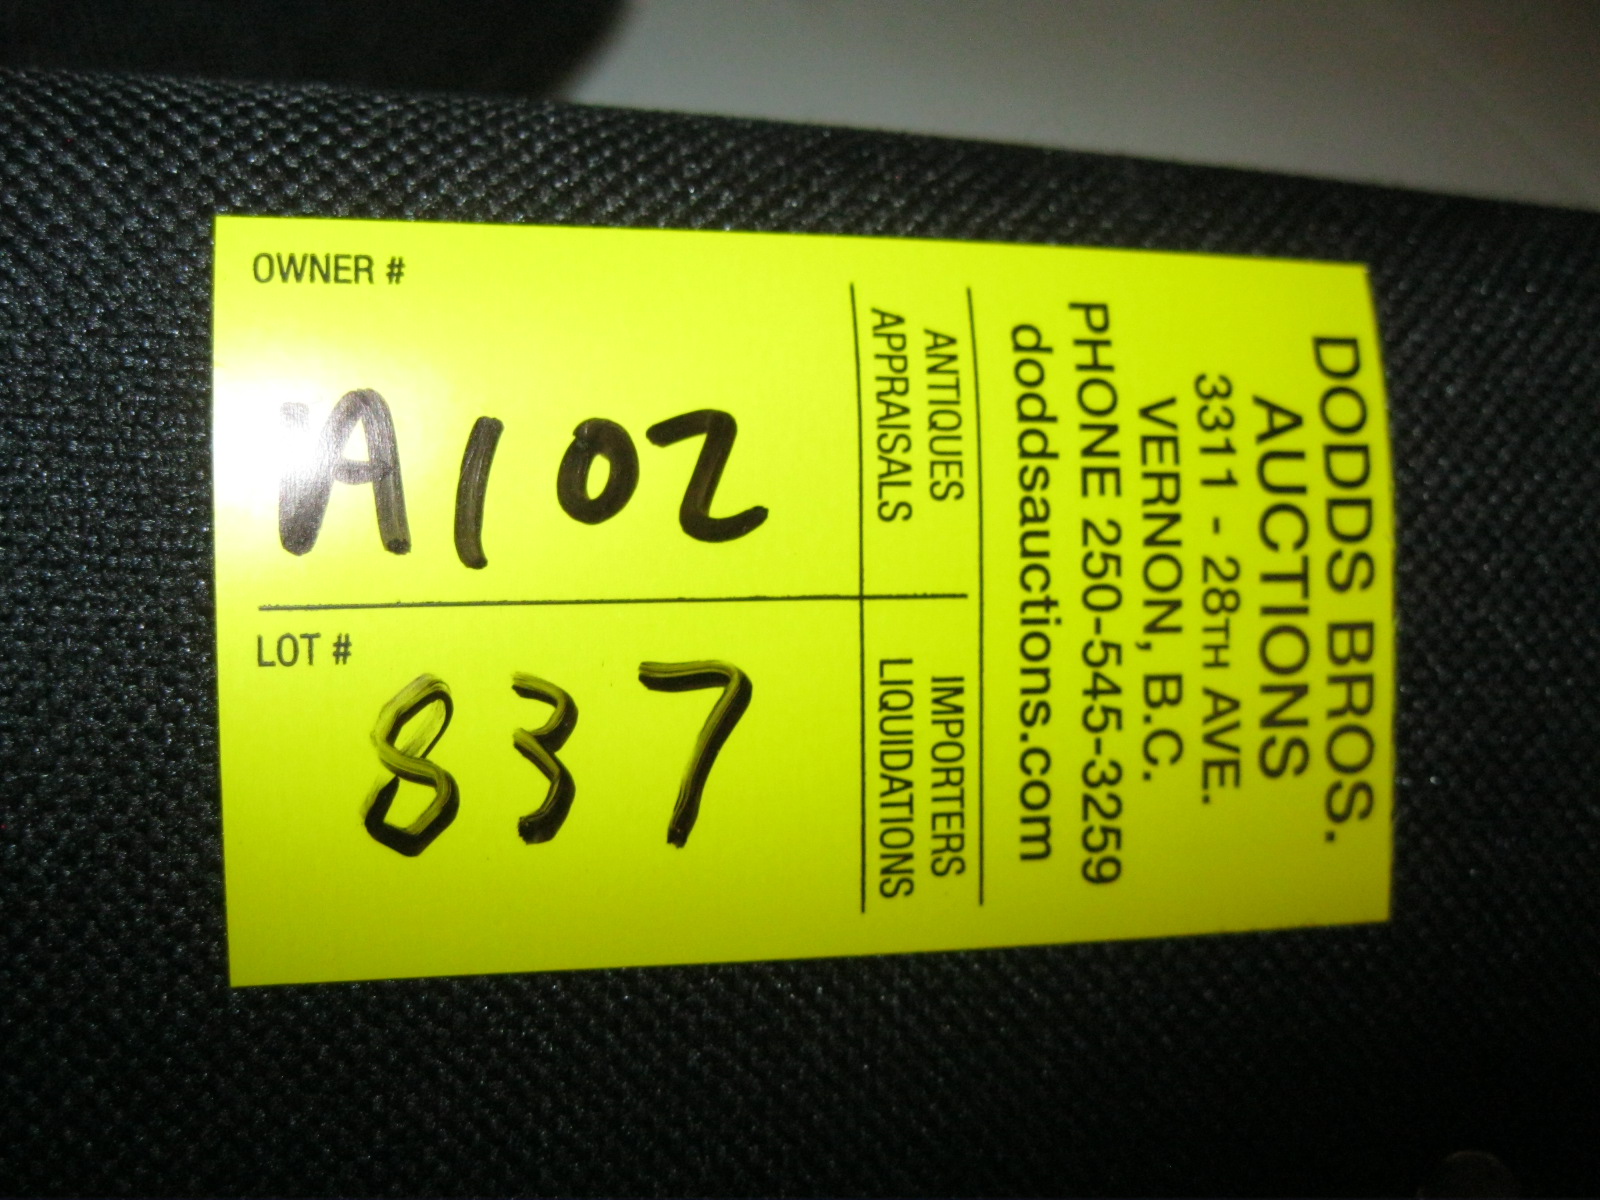 DODDS BROS.
AUCTIONS
3311 - 28TH AVE.
VERNON, B.C.
PHONE 250-545-3259
doddsauctions.com
ANTIQUES
APPRAISALS
IMPORTERS
LIQUIDATIONS
OWNER #
A102
LOT #
837